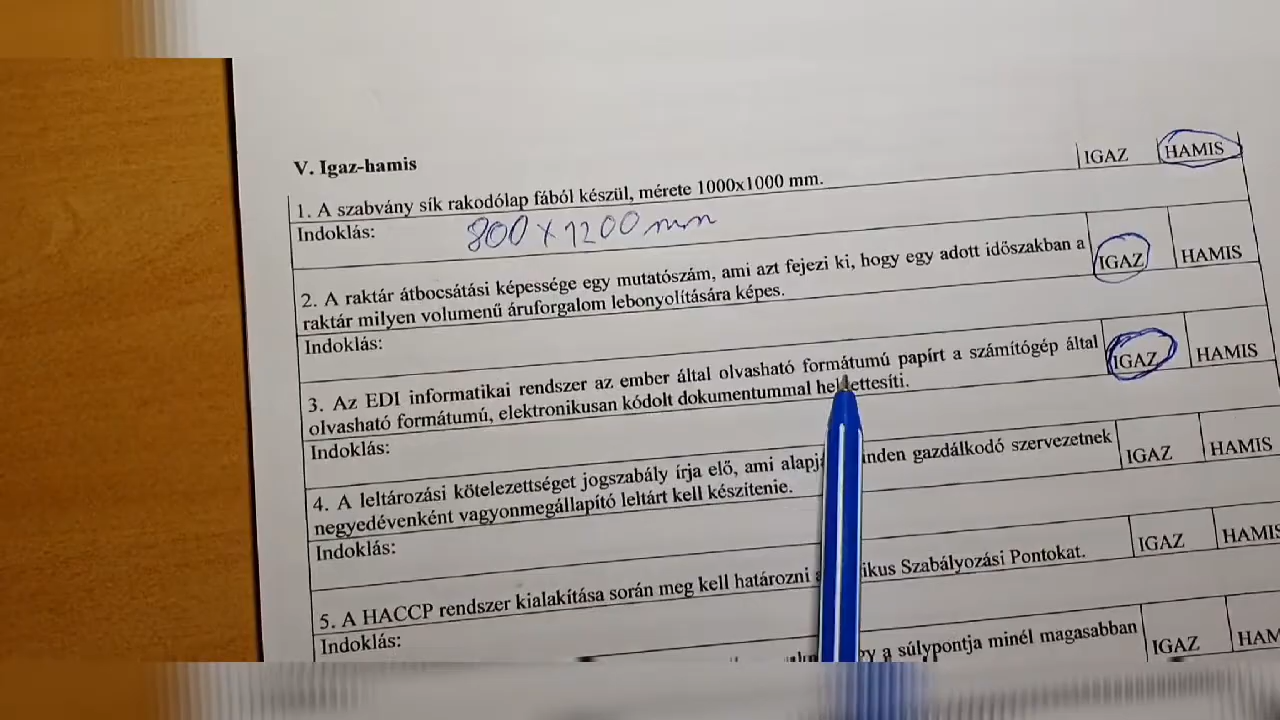 V. Igaz-hamis
1. A szabvány sík rakodólap fából készül, mérete 1000x1000 mm. IGAZ HAMIS
Indoklás: 800 x 1200 mm
2. A raktár átbocsátási képessége egy mutatószám, ami azt fejezi ki, hogy egy adott időszakban a IGAZ HAMIS
raktár milyen volumenű áruforgalom lebonyolítására képes.
Indoklás:
3. Az EDI informatikai rendszer az ember által olvasható formátumú papírt a számítógép által IGAZ HAMIS
olvasható formátumú, elektronikusan kódolt dokumentummal helyettesíti.
Indoklás:
4. A leltározási kötelezettséget jogszabály írja elő, ami gazdálkodó szervezetnek IGAZ HAMIS
negyedévenként vagyonmegállapító leltárt kell készítenie.
Indoklás:
5. A HACCP rendszer kialakítása során meg kell határozni Szabályozási Pontokat. IGAZ HAMIS
Indoklás:
a súlypontja minél magasabban IGAZ